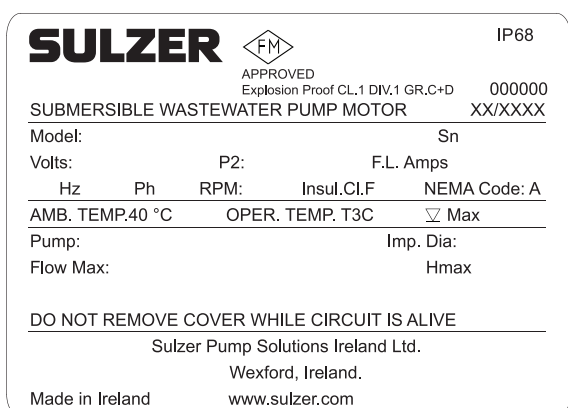 SULZER FM IP68
APPROVED
Explosion Proof CL.1 DIV.1 GR.C+D 000000
SUBMERSIBLE WASTEWATER PUMP MOTOR XX/XXXX
Model: Sn
Volts: P2: F.L. Amps
Hz Ph RPM: Insul.Cl.F NEMA Code: A
AMB. TEMP.40 °C OPER. TEMP. T3C ▽ Max
Pump: Imp. Dia:
Flow Max: Hmax
DO NOT REMOVE COVER WHILE CIRCUIT IS ALIVE
Sulzer Pump Solutions Ireland Ltd.
Wexford, Ireland.
Made in Ireland www.sulzer.com